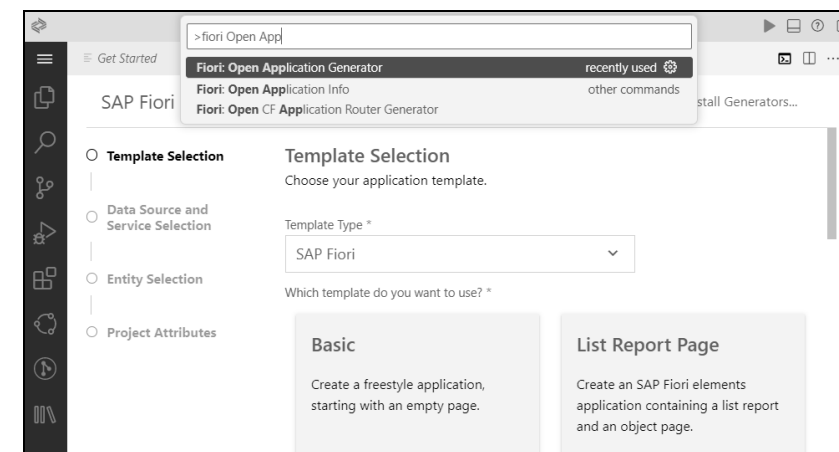 >fiori Open App
Get Started
Fiori: Open Application Generator recently used
Fiori: Open Application Info other commands
Fiori: Open CF Application Router Generator
SAP Fiori
stall Generators...
Template Selection
Data Source and
Service Selection
Entity Selection
Project Attributes
Template Selection
Choose your application template.
Template Type *
SAP Fiori
Which template do you want to use? *
Basic
Create a freestyle application,
starting with an empty page.
List Report Page
Create an SAP Fiori elements
application containing a list report
and an object page.